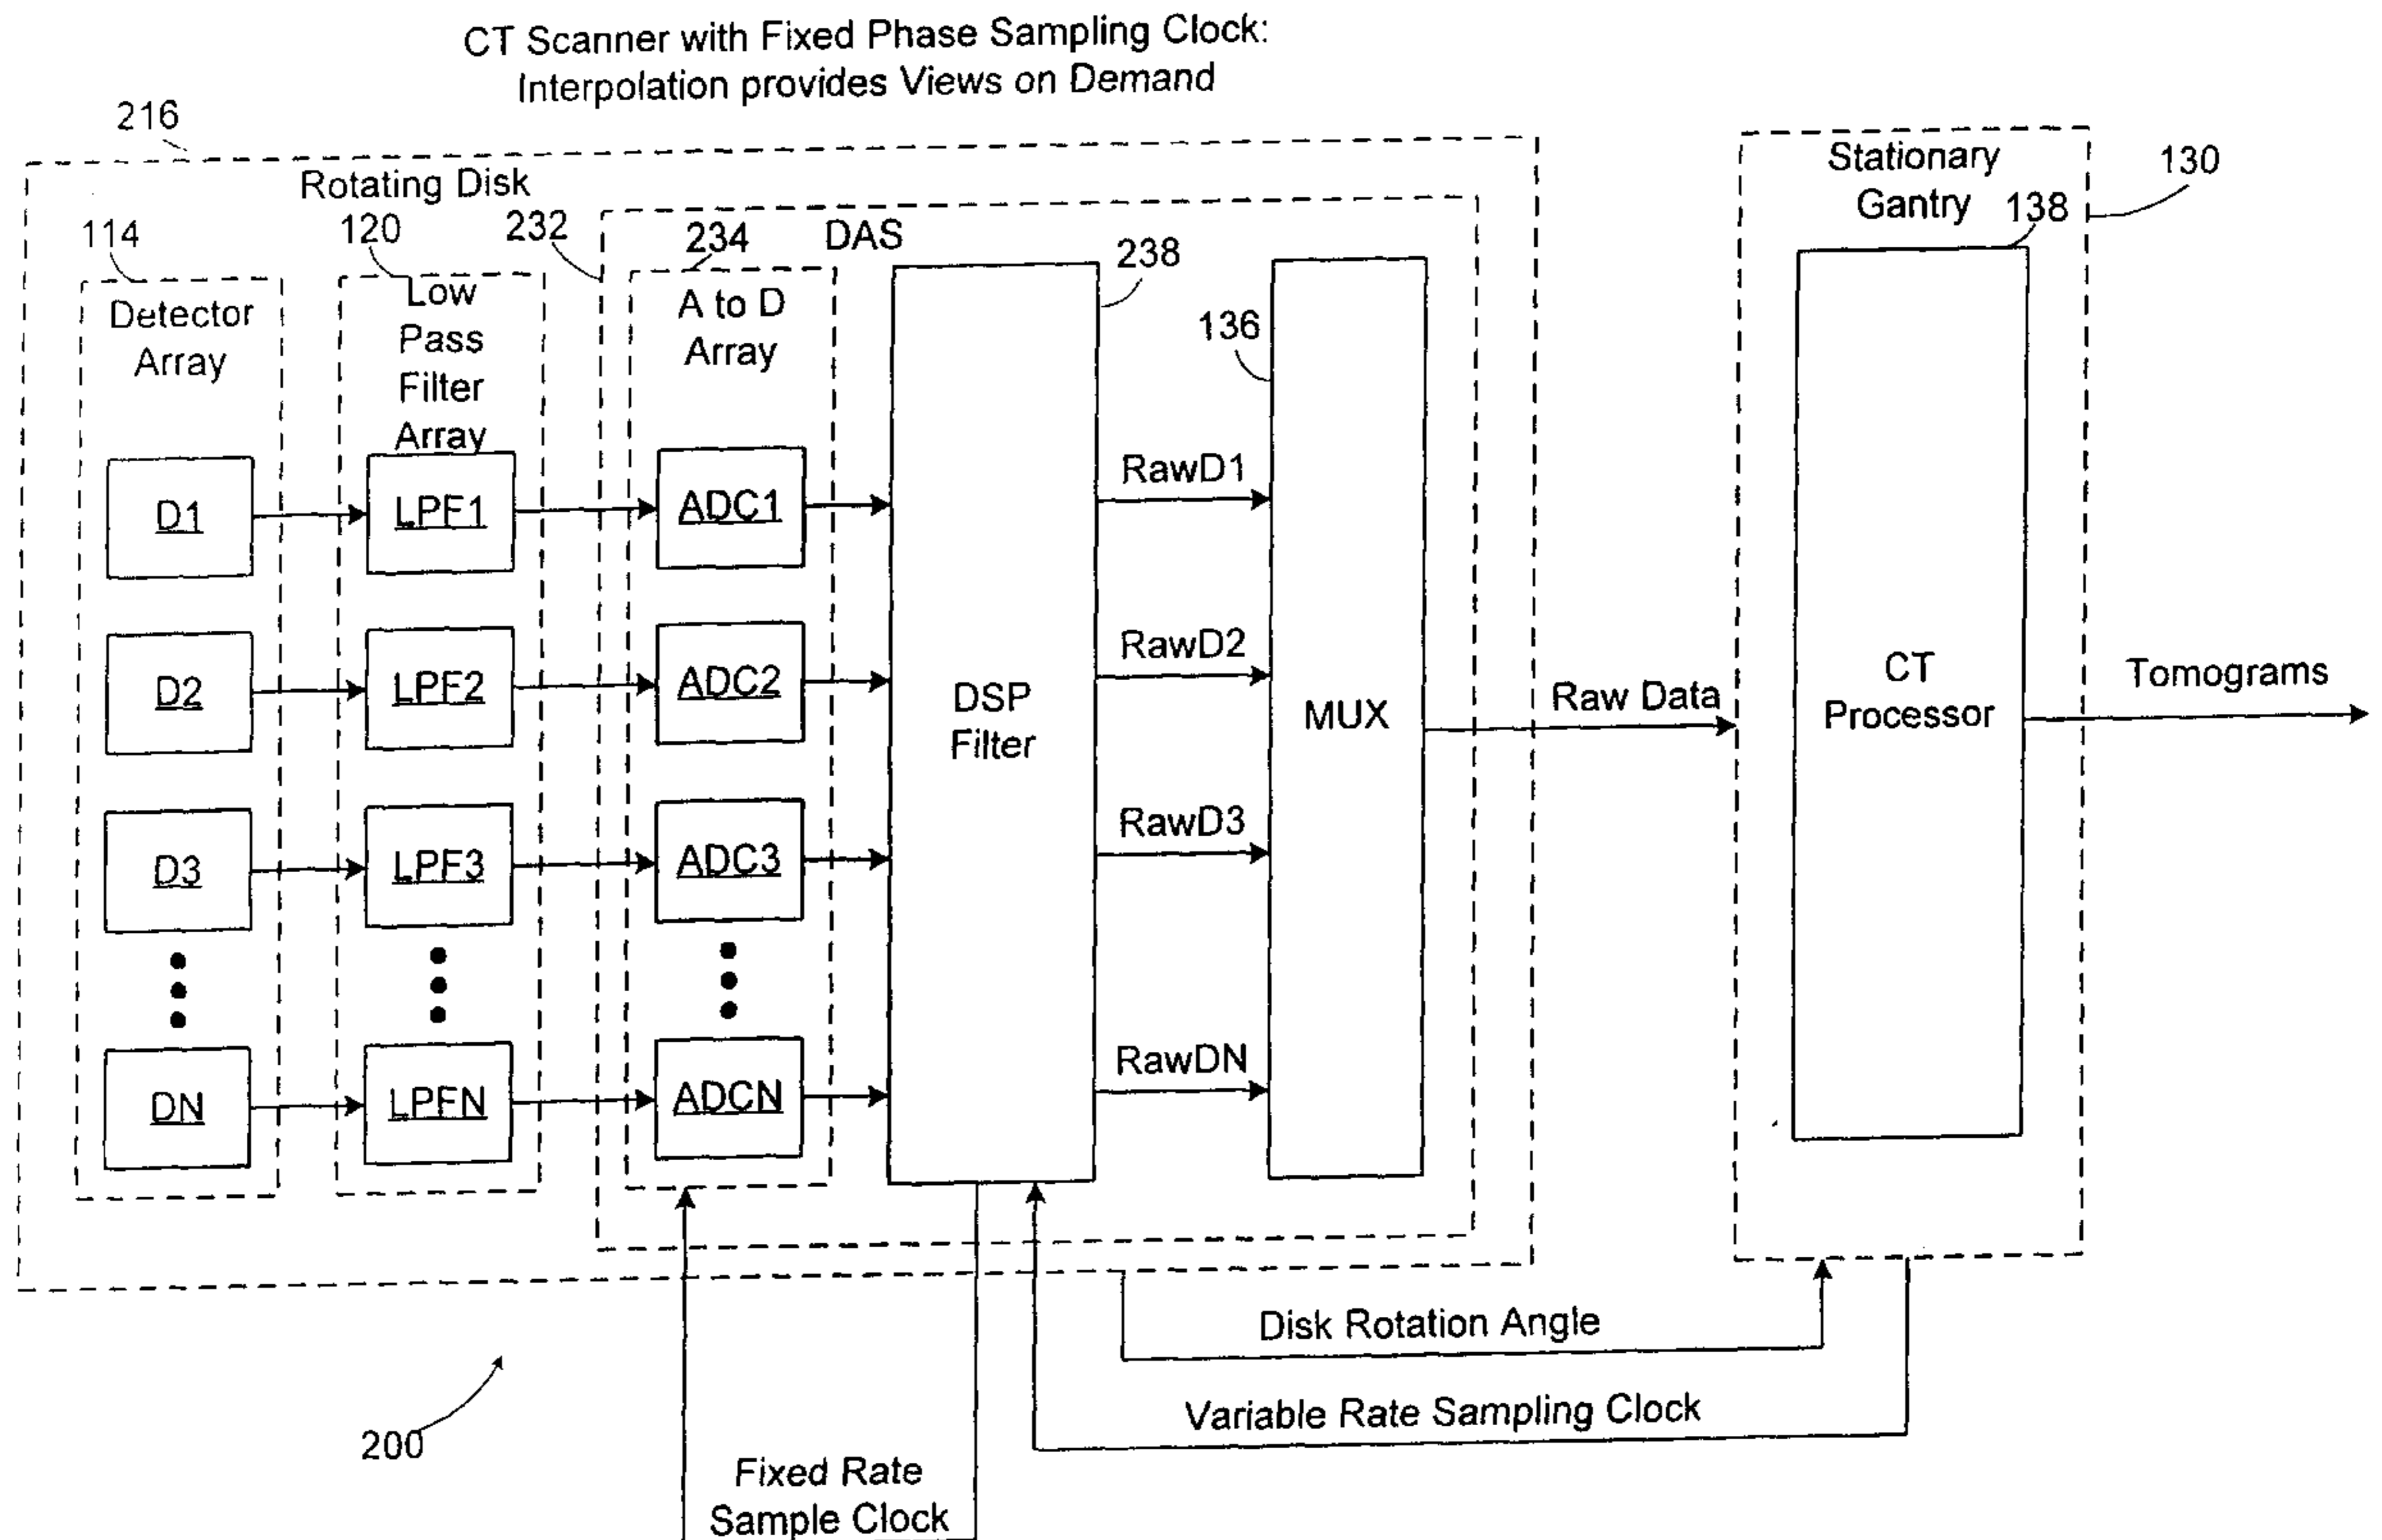 CT Scanner with Fixed Phase Sampling Clock:
Interpolation provides Views on Demand
216
Rotating Disk
114
120
232
234
DAS
238
136
Stationary
Gantry
138
130
Detector
Array
Low
Pass
Filter
Array
A to D
Array
D1
LPF1
ADC1
RawD1
D2
LPF2
ADC2
RawD2
D3
LPF3
ADC3
RawD3
DN
LPFN
ADCN
RawDN
DSP
Filter
MUX
Raw Data
CT
Processor
Tomograms
Disk Rotation Angle
Variable Rate Sampling Clock
200
Fixed Rate
Sample Clock